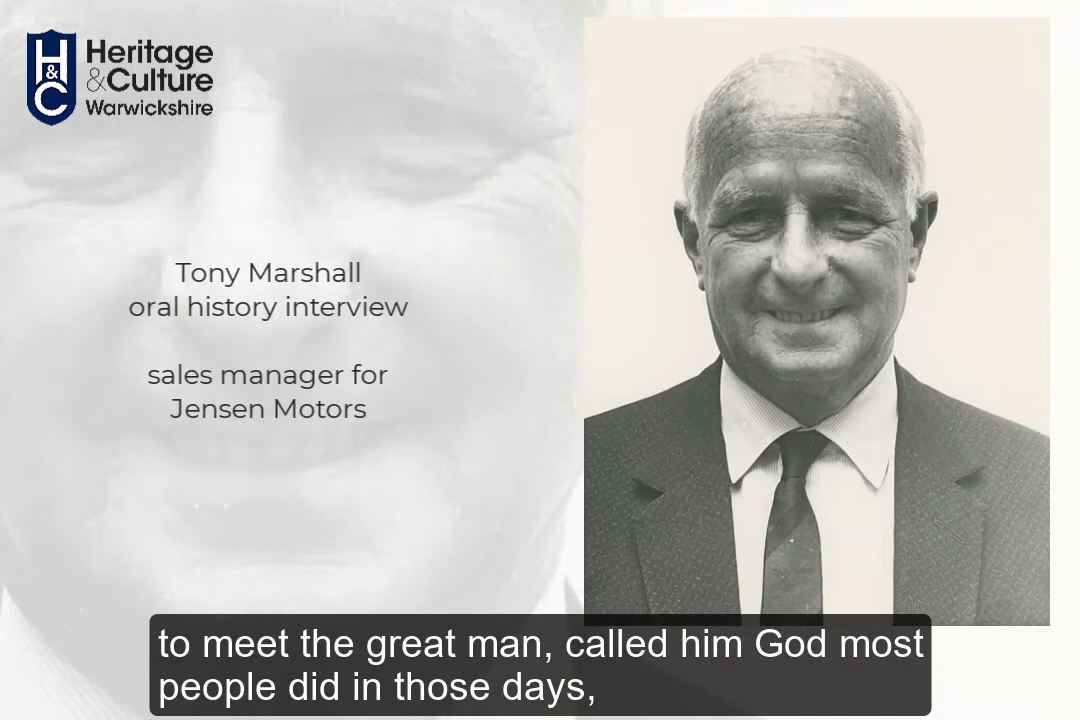 H
&
C
Heritage
&Culture
Warwickshire
Tony Marshall
oral history interview
sales manager for
Jensen Motors
to meet the great man, called him God most
people did in those days,